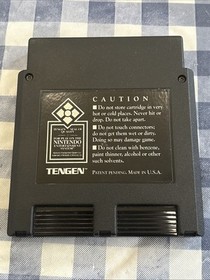 CAUTION
Do not store cartridge in very
hot or cold places. Never hit or
drop. Do not take apart.
Do not touch connectors;
do not get them wet or dirty.
Doing so may damage game.
Do not clean with benzene,
paint thinner, alcohol or other
such solvents.
NINTENDO
TENGEN
PATENT PENDING. MADE IN U.S.A.